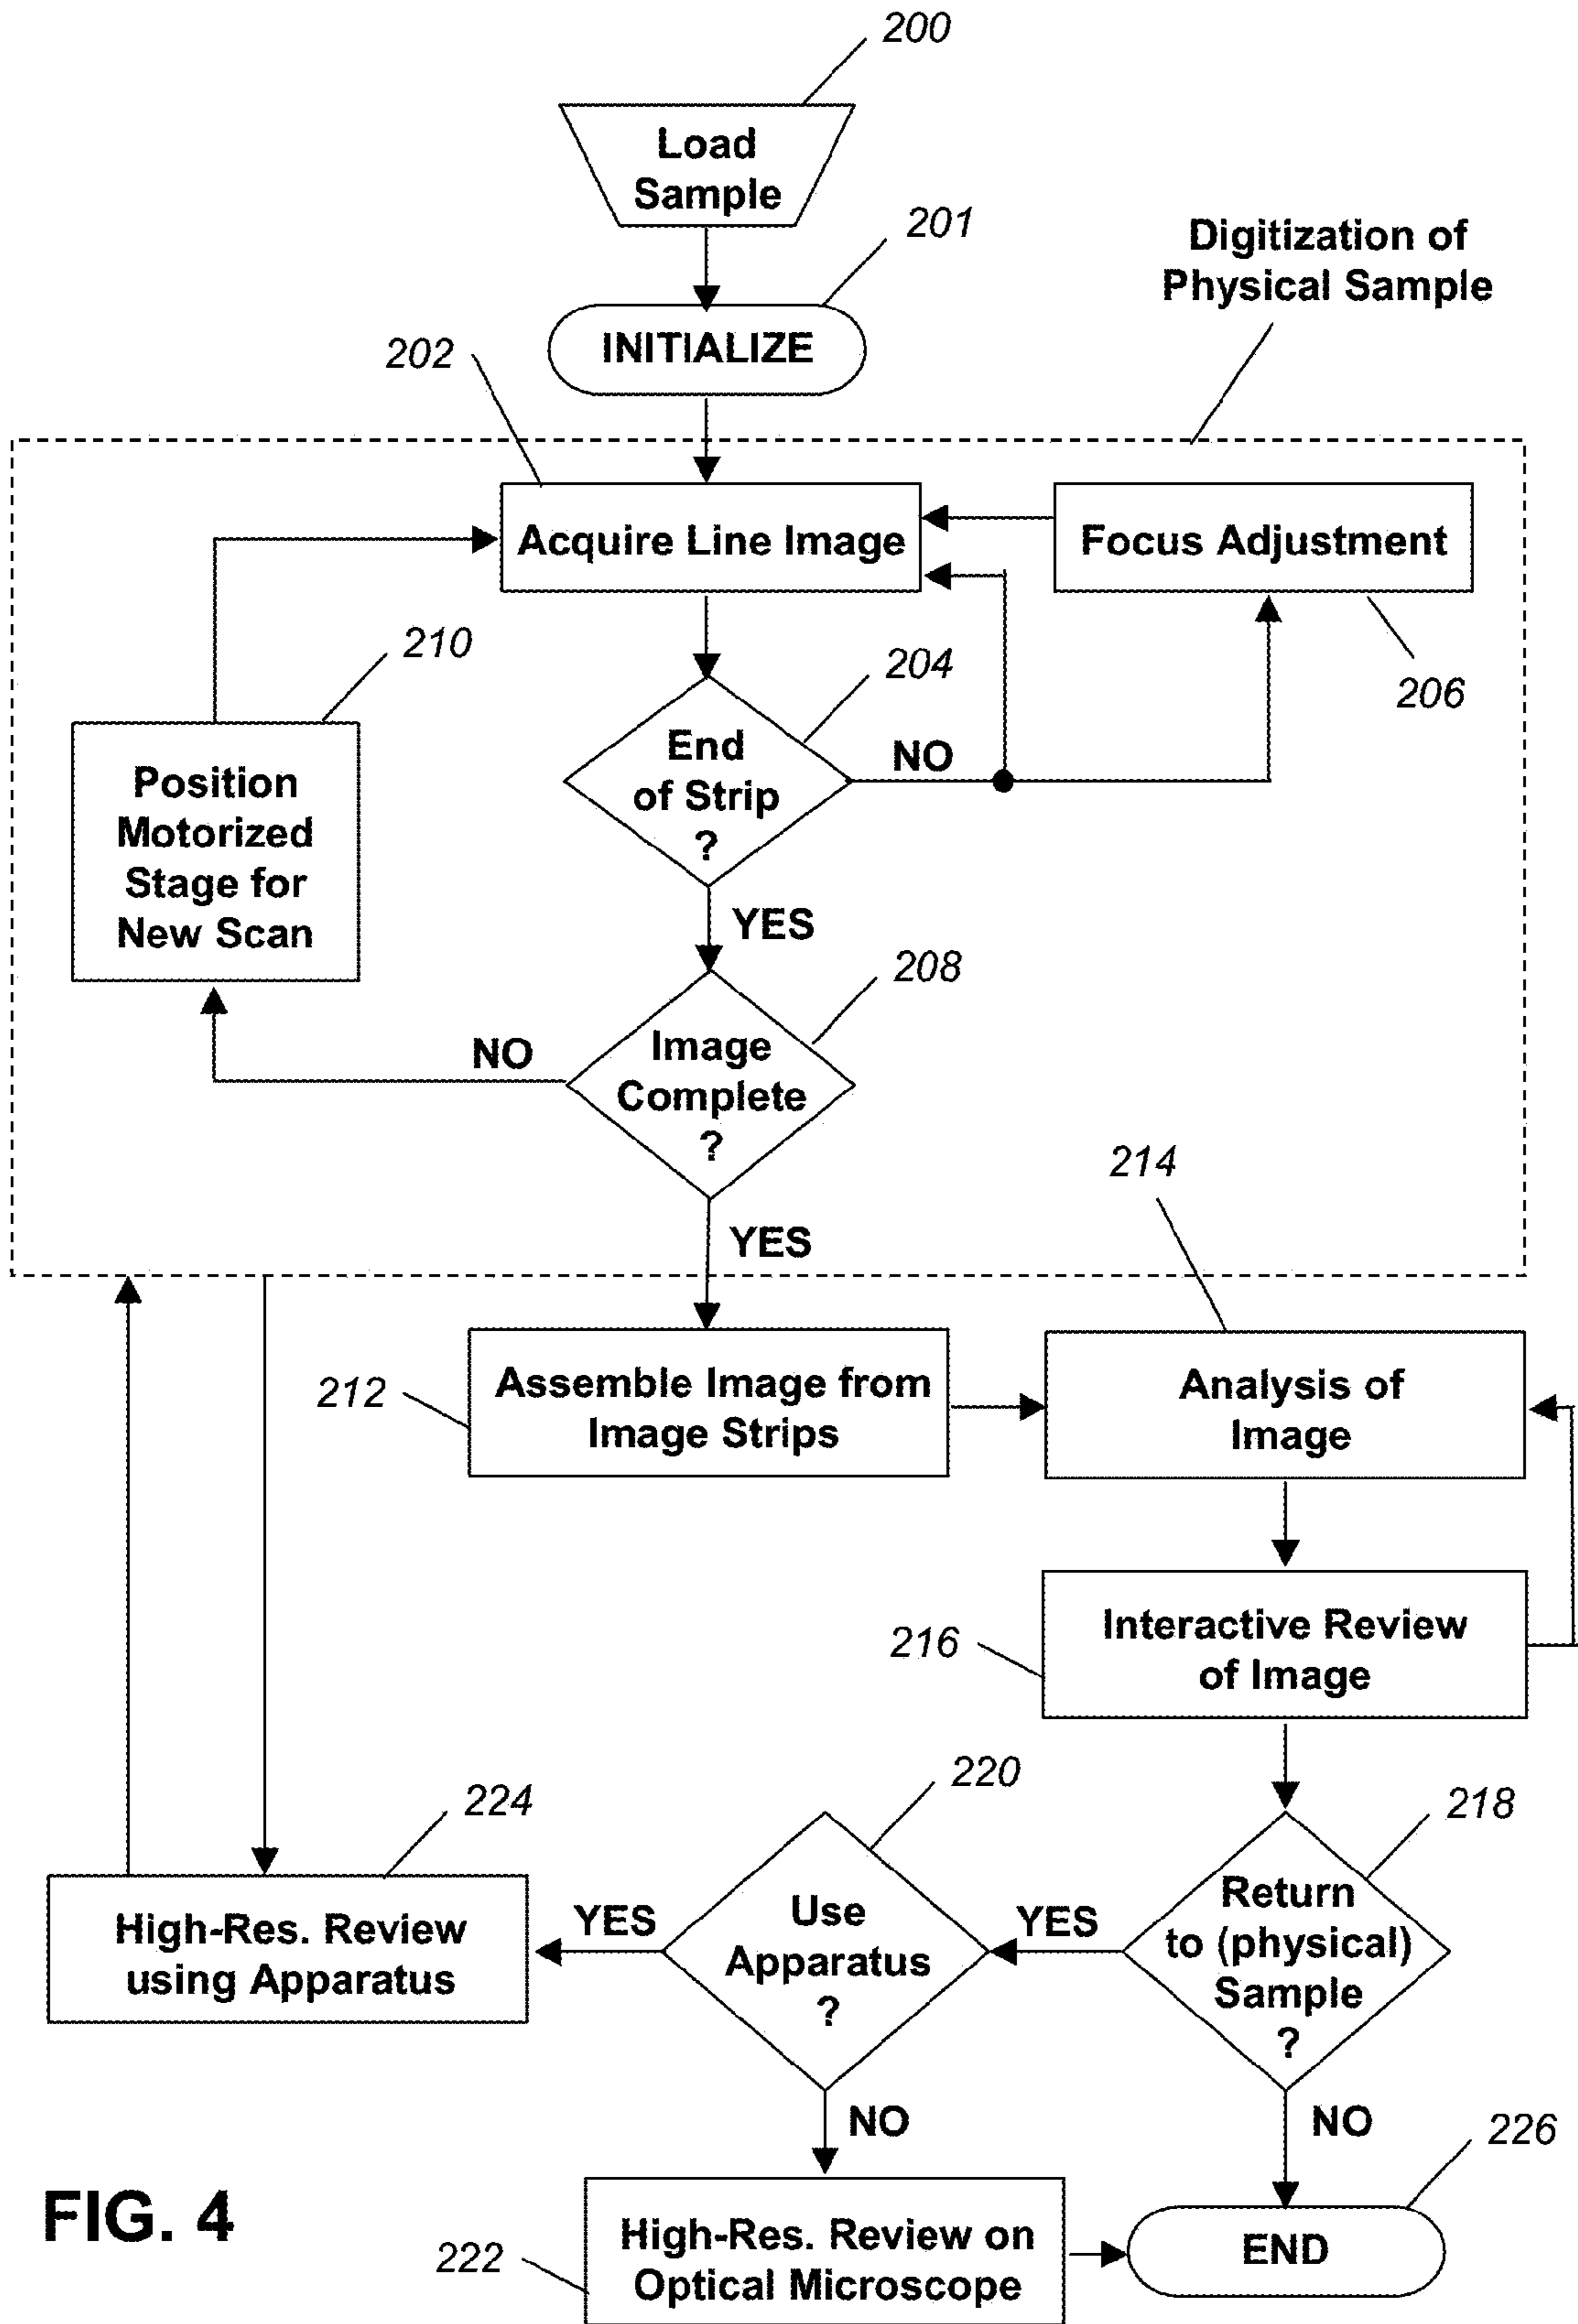 200
Load
Sample
201
INITIALIZE
Digitization of
Physical Sample
202
Acquire Line Image
Focus Adjustment
206
204
End
of Strip
?
NO
YES
210
Position
Motorized
Stage for
New Scan
208
Image
Complete
?
NO
YES
212
Assemble Image from
Image Strips
214
Analysis of
Image
216
Interactive Review
of Image
218
Return
to (physical)
Sample
?
YES
NO
220
Use
Apparatus
?
YES
NO
224
High-Res. Review
using Apparatus
222
High-Res. Review on
Optical Microscope
226
END
FIG. 4